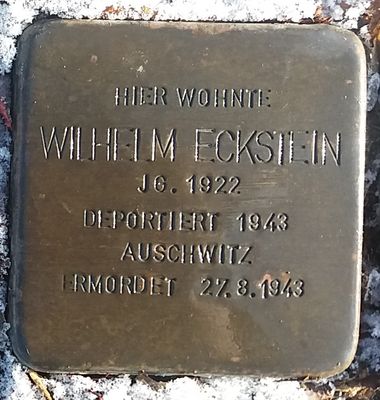 HIER WOHNTE
WILHELM ECKSTEIN
JG. 1922
DEPORTIERT 1943
AUSCHWITZ
ERMORDET 27.8.1943